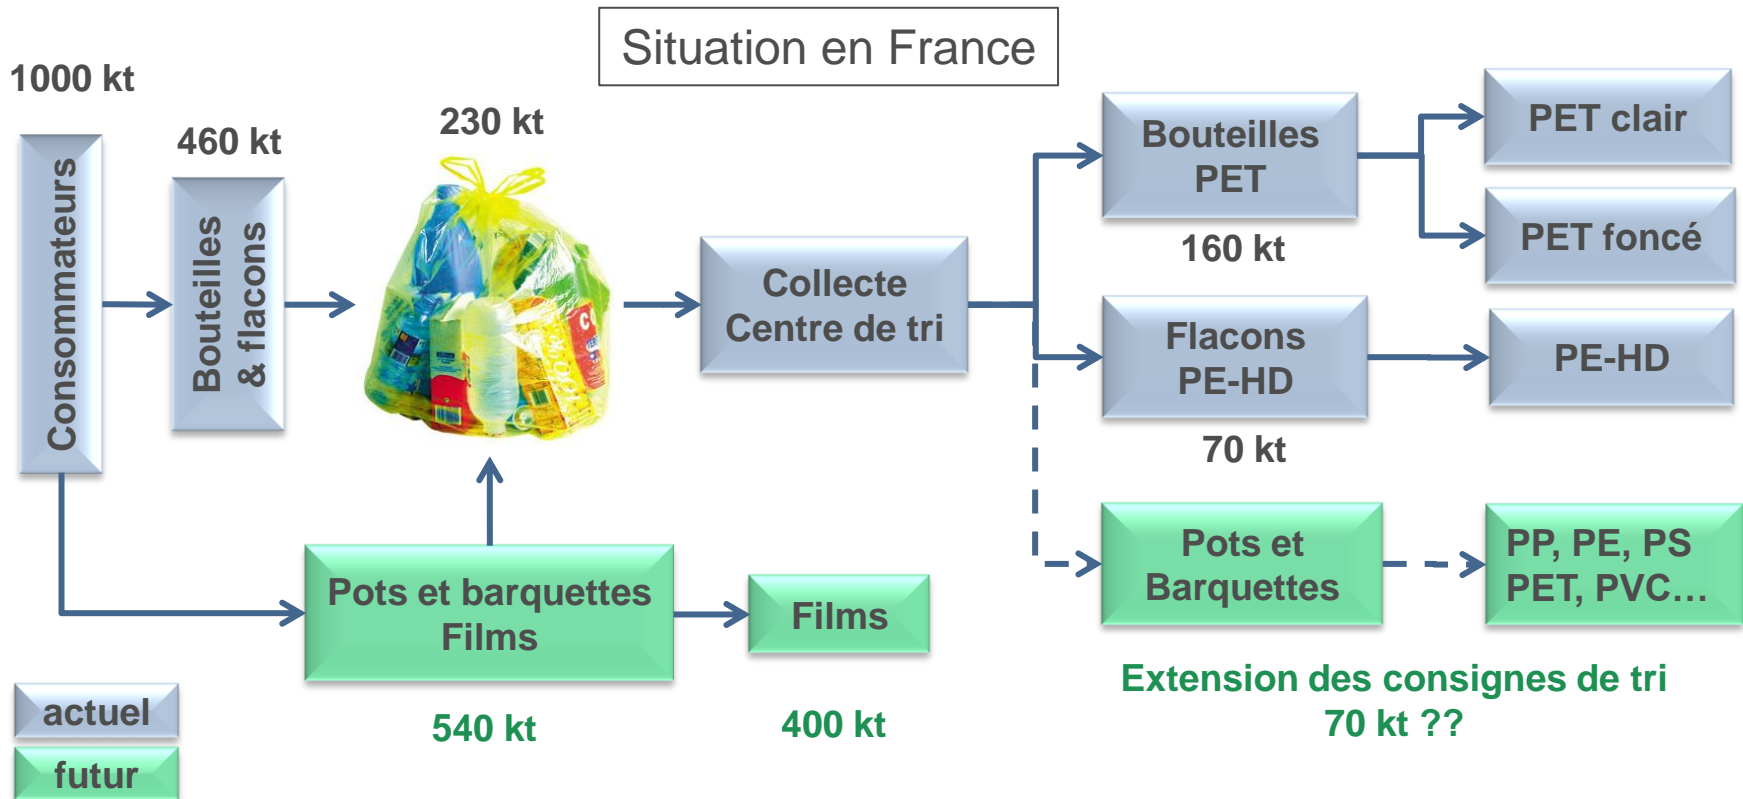 Situation en France
1000 kt
Consommateurs
460 kt
Bouteilles
& flacons
230 kt
Collecte
Centre de tri
Bouteilles
PET
160 kt
PET clair
PET foncé
Flacons
PE-HD
70 kt
PE-HD
Pots et barquettes
Films
540 kt
Films
400 kt
Pots et
Barquettes
PP, PE, PS
PET, PVC…
Extension des consignes de tri
70 kt ??
actuel
futur